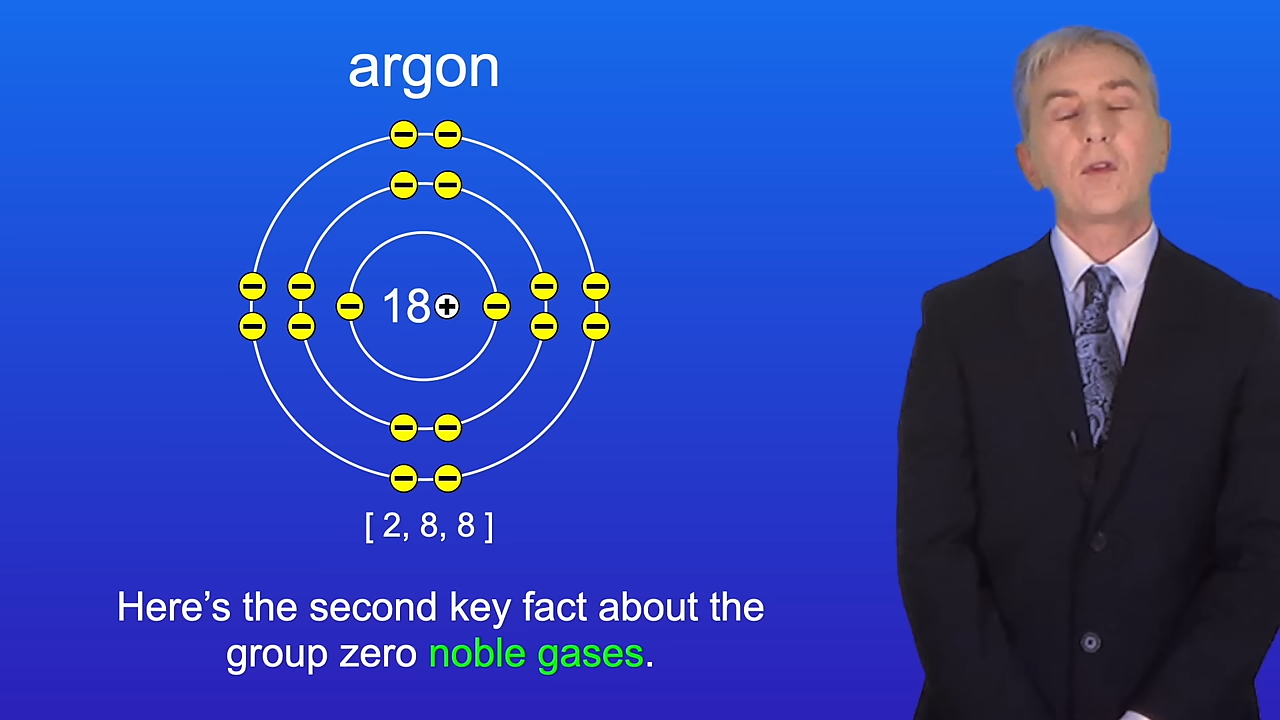 argon
18+
[ 2, 8, 8 ]
Here’s the second key fact about the
group zero noble gases.